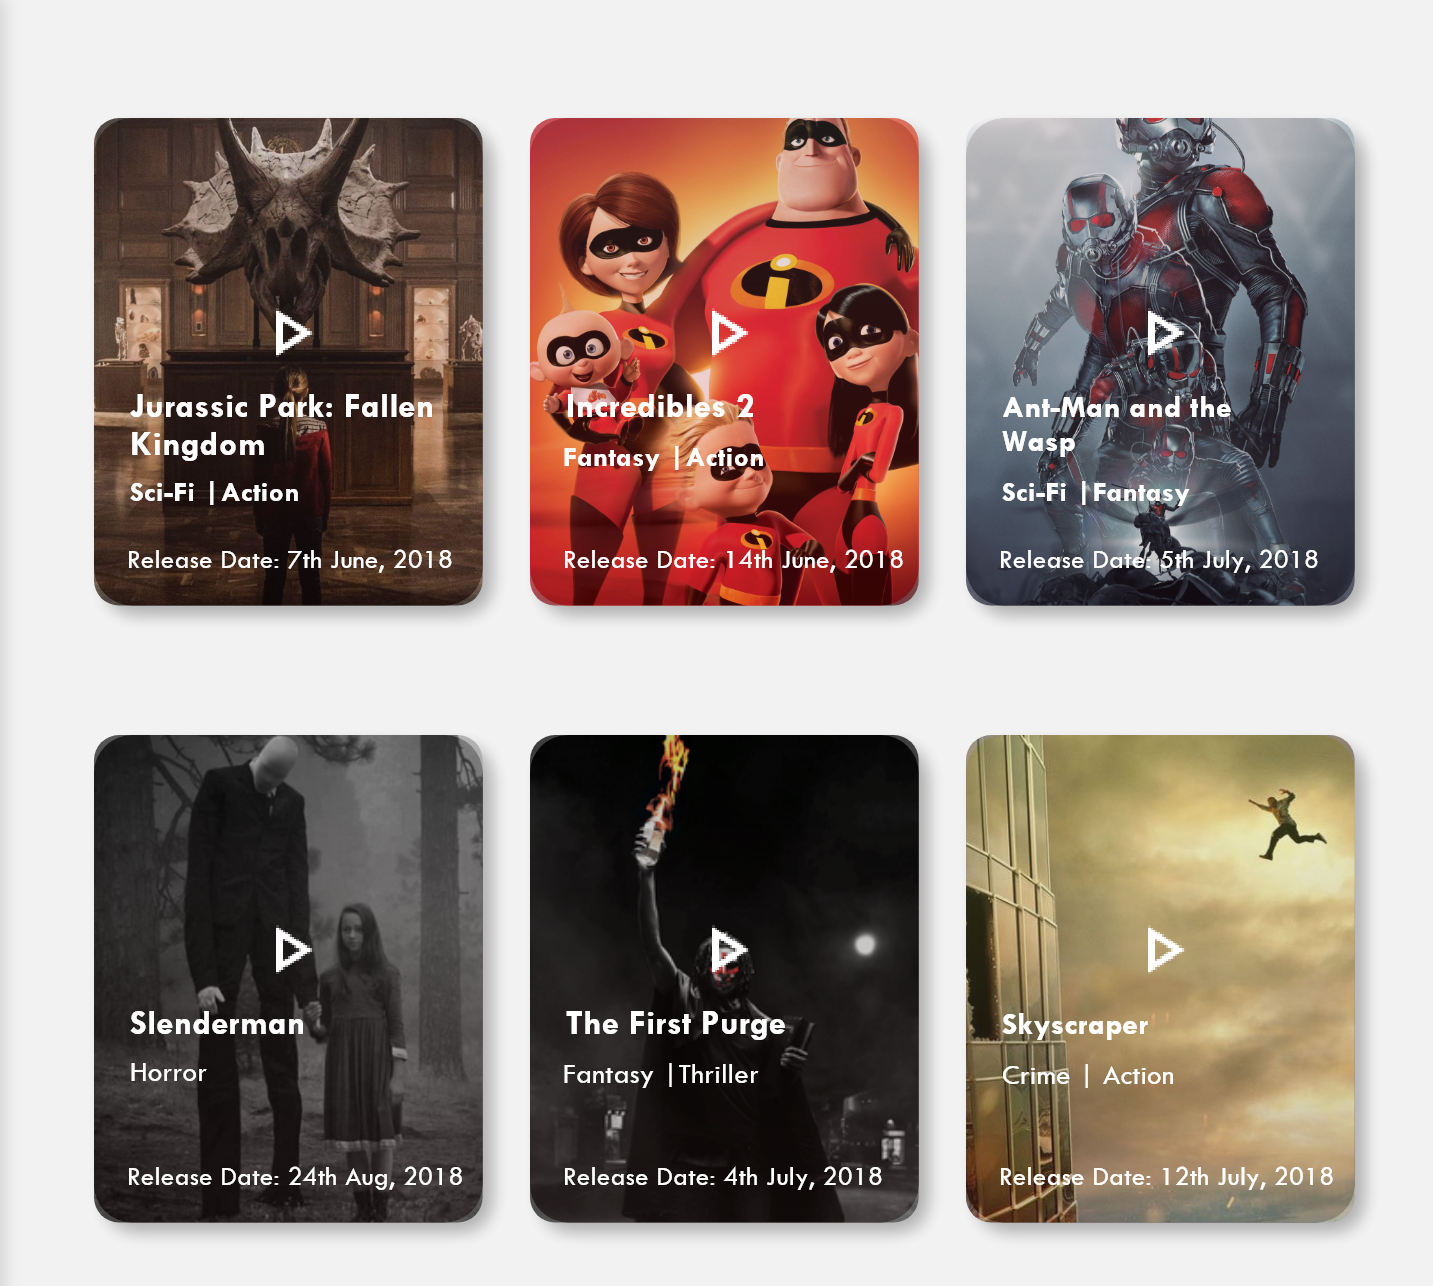 Jurassic Park: Fallen
Kingdom
Sci-Fi | Action
Release Date: 7th June, 2018
Incredibles 2
Fantasy | Action
Release Date: 14th June, 2018
Ant-Man and the
Wasp
Sci-Fi | Fantasy
Release Date: 5th July, 2018
Slenderman
Horror
Release Date: 24th Aug, 2018
The First Purge
Fantasy | Thriller
Release Date: 4th July, 2018
Skyscraper
Crime | Action
Release Date: 12th July, 2018